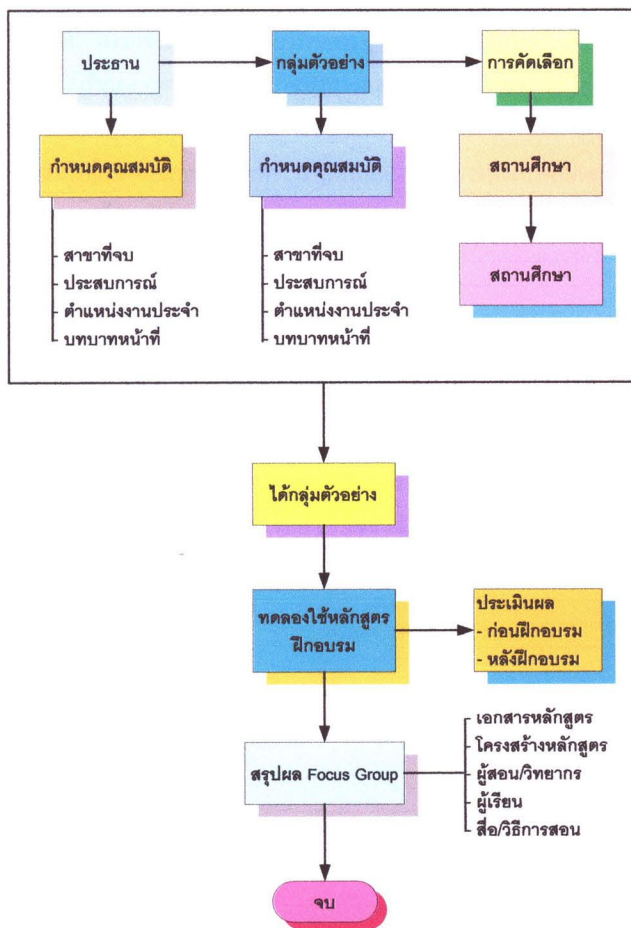 ประธาน
กลุ่มตัวอย่าง
การคัดเลือก
กำหนดคุณสมบัติ
กำหนดคุณสมบัติ
สถานศึกษา
- สาขาที่จบ
- ประสบการณ์
- ตำแหน่งงานประจำ
- บทบาทหน้าที่
- สาขาที่จบ
- ประสบการณ์
- ตำแหน่งงานประจำ
- บทบาทหน้าที่
สถานศึกษา
ได้กลุ่มตัวอย่าง
ทดลองใช้หลักสูตร
ฝึกอบรม
ประเมินผล
- ก่อนฝึกอบรม
- หลังฝึกอบรม
สรุปผล Focus Group
- เอกสารหลักสูตร
- โครงสร้างหลักสูตร
- ผู้สอน/วิทยากร
- ผู้เรียน
- สื่อ/วิธีการสอน
จบ